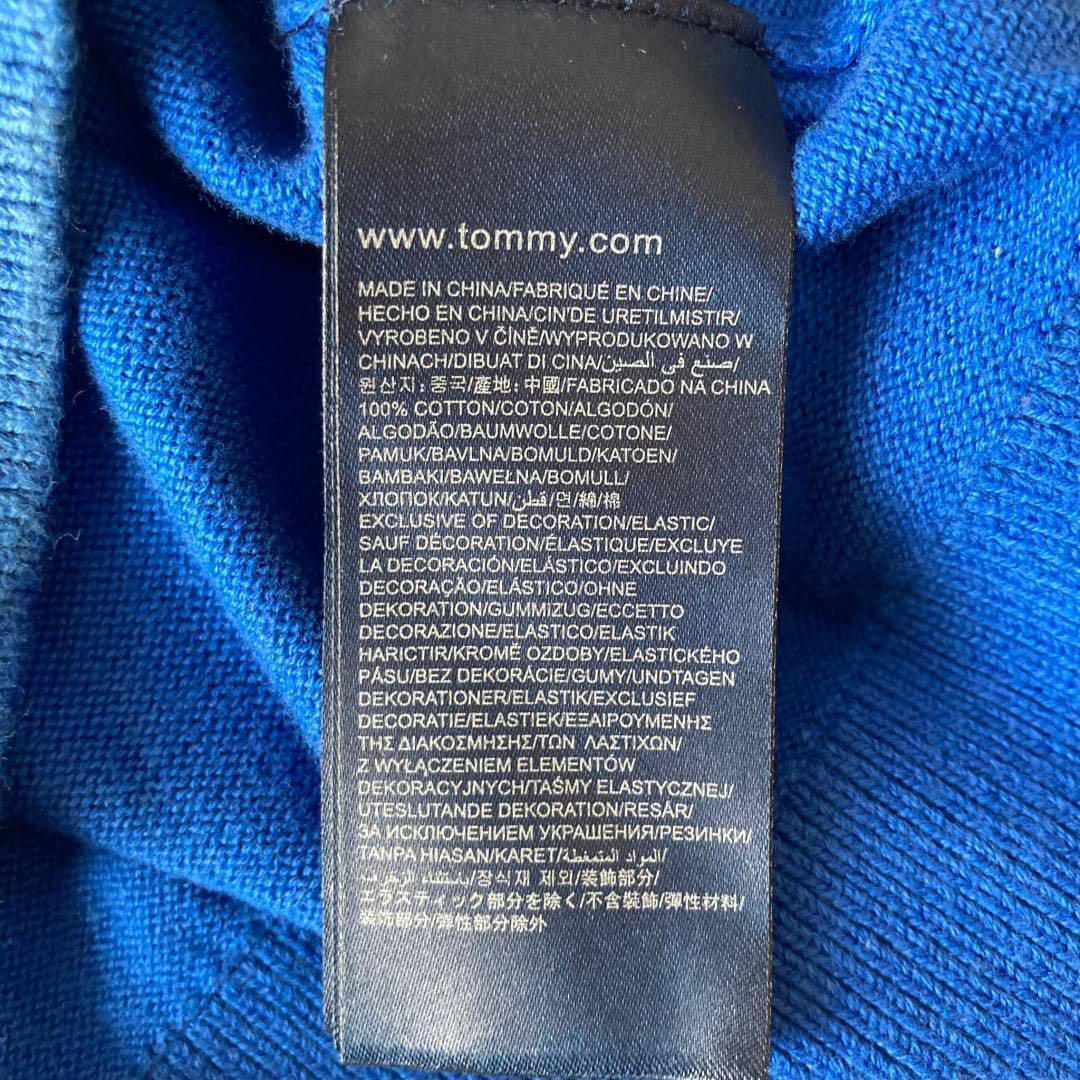 www.tommy.com
MADE IN CHINA/FABRIQUÉ EN CHINE/
HECHO EN CHINA/CIN'DE URETILMISTIR/
VYROBENO V ČÍNĚ/WYPRODUKOWANO W
CHINACH/DIBUAT DI CINA/صنع في الصين/
원산지: 중국/產地: 中國/FABRICADO NA CHINA
100% COTTON/COTON/ALGODÓN/
ALGODÃO/BAUMWOLLE/COTONE/
PAMUK/BAVLNA/BOMULD/KATOEN/
BAMBAKI/BAWEŁNA/BOMULL/
ХЛОПОК/KATUN/قطن/면/綿/棉
EXCLUSIVE OF DECORATION/ELASTIC/
SAUF DÉCORATION/ÉLASTIQUE/EXCLUYE
LA DECORACIÓN/ELÁSTICO/EXCLUINDO
DECORAÇÃO/ELÁSTICO/OHNE
DEKORATION/GUMMIZUG/ECCETTO
DECORAZIONE/ELASTICO/ELASTIK
HARICTIR/KROMĚ OZDOBY/ELASTICKÉHO
PÁSU/BEZ DEKORÁCIE/GUMY/UNDTAGEN
DEKORATIONER/ELASTIK/EXCLUSIEF
DECORATIE/ELASTIEK/ΕΞΑΙΡΟΥΜΕΝΗΣ
ΤΗΣ ΔΙΑΚΟΣΜΗΣΗΣ/ΤΩΝ ΛΑΣΤΙΧΩΝ/
Z WYŁĄCZENIEM ELEMENTÓW
DEKORACYJNYCH/TAŚMY ELASTYCZNEJ/
UTESLUTANDE DEKORATION/RESÅR/
ЗА ИСКЛЮЧЕНИЕМ УКРАШЕНИЯ/РЕЗИНКИ/
TANPA HIASAN/KARET/المواد المتمغطة/
باستثناء الزخرف/장식재 제외/装飾部分/
エラスティック部分を除く/不含裝飾/彈性材料/
装饰部分/弹性部分除外